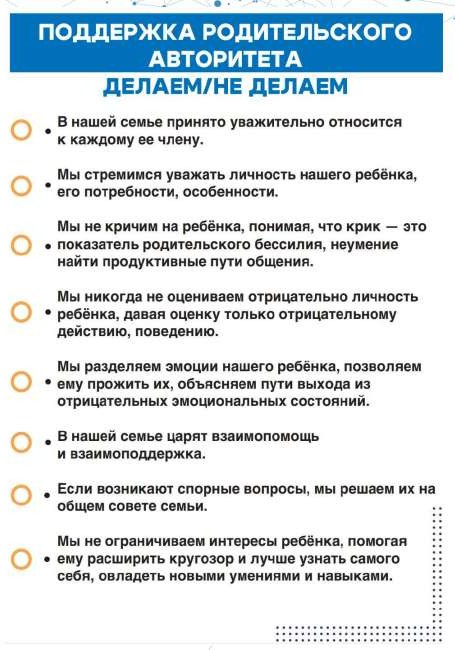 ПОДДЕРЖКА РОДИТЕЛЬСКОГО
АВТОРИТЕТА
ДЕЛАЕМ/НЕ ДЕЛАЕМ
• В нашей семье принято уважительно относится
к каждому ее члену.
• Мы стремимся уважать личность нашего ребёнка,
его потребности, особенности.
Мы не кричим на ребёнка, понимая, что крик — это
• показатель родительского бессилия, неумение
найти продуктивные пути общения.
Мы никогда не оцениваем отрицательно личность
• ребёнка, давая оценку только отрицательному
действию, поведению.
Мы разделяем эмоции нашего ребёнка, позволяем
• ему прожить их, объясняем пути выхода из
отрицательных эмоциональных состояний.
• В нашей семье царят взаимопомощь
и взаимоподдержка.
• Если возникают спорные вопросы, мы решаем их на
общем совете семьи.
Мы не ограничиваем интересы ребёнка, помогая
• ему расширить кругозор и лучше узнать самого
себя, овладеть новыми умениями и навыками.